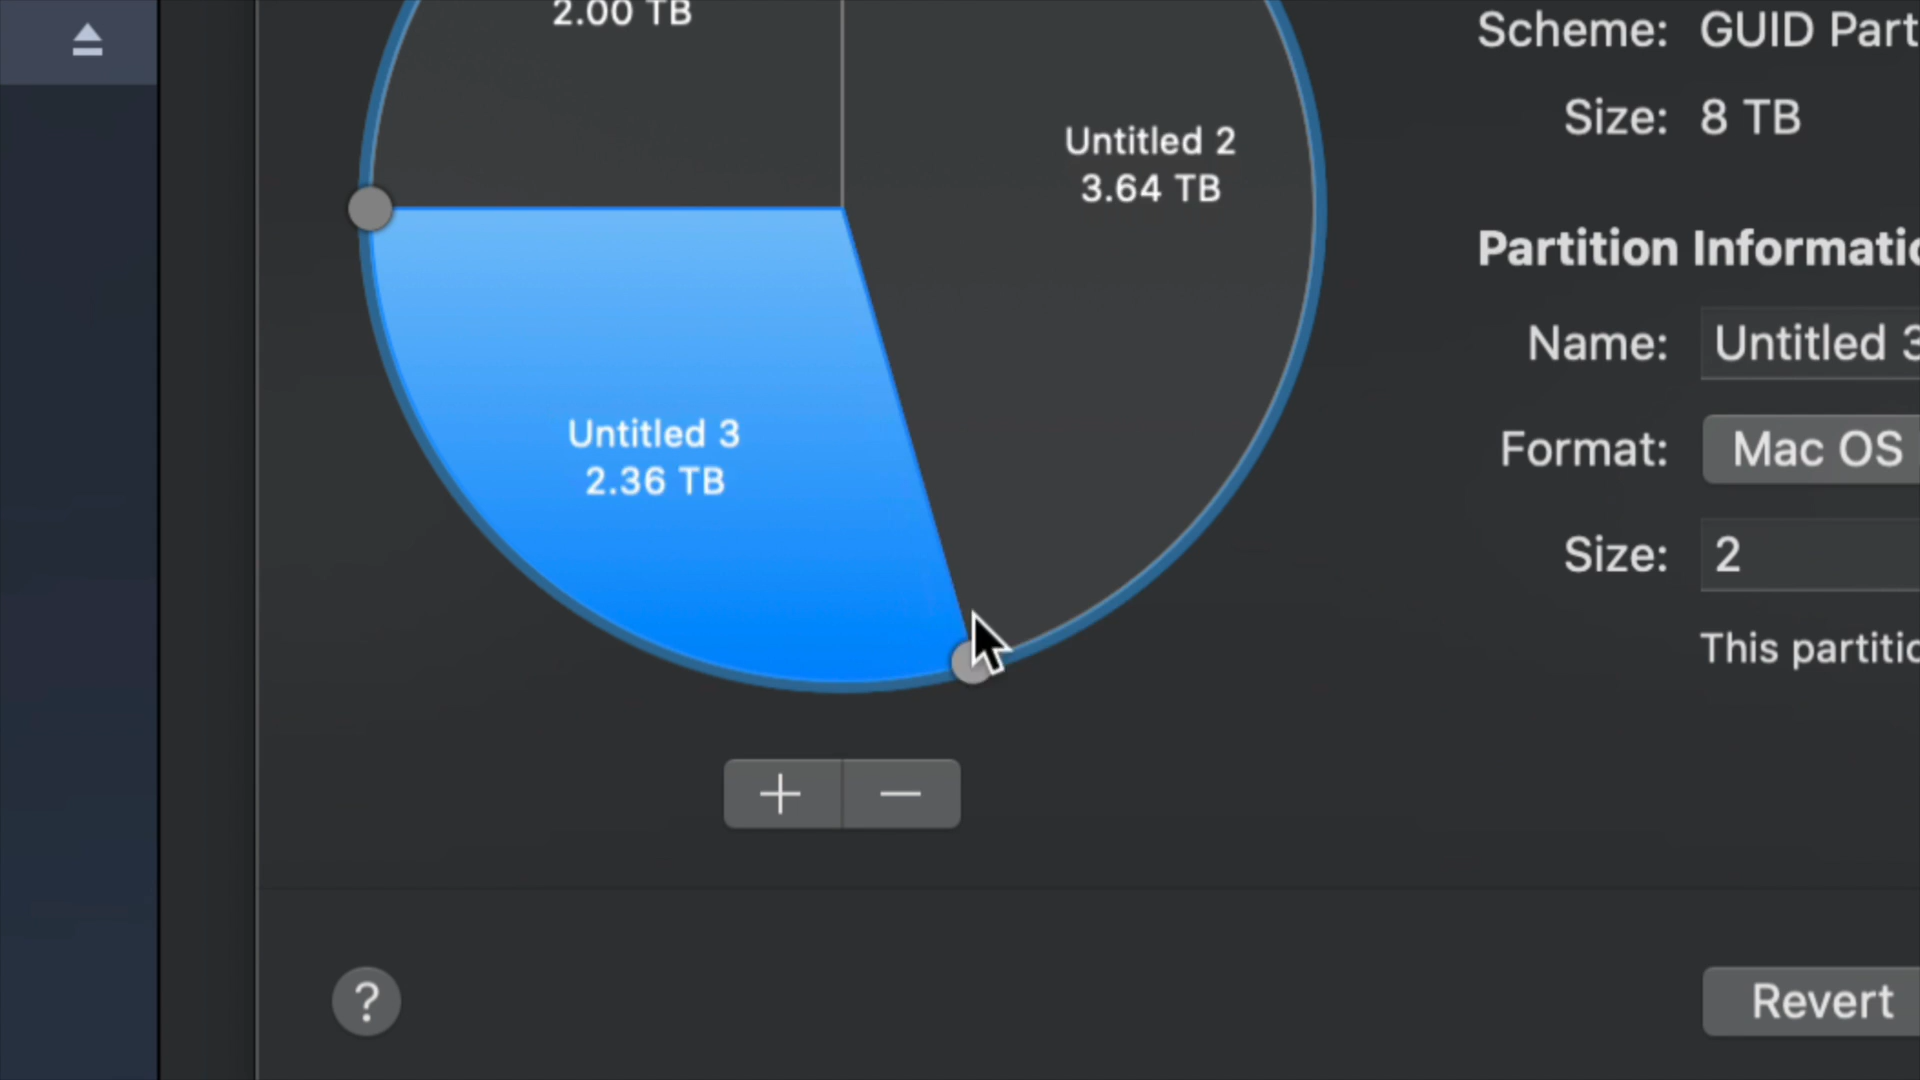 2.00 TB
Untitled 2
3.64 TB
Untitled 3
2.36 TB
Scheme: GUID Part
Size: 8 TB
Partition Informatio
Name: Untitled 3
Format: Mac OS
Size: 2
This partitio
?
Revert